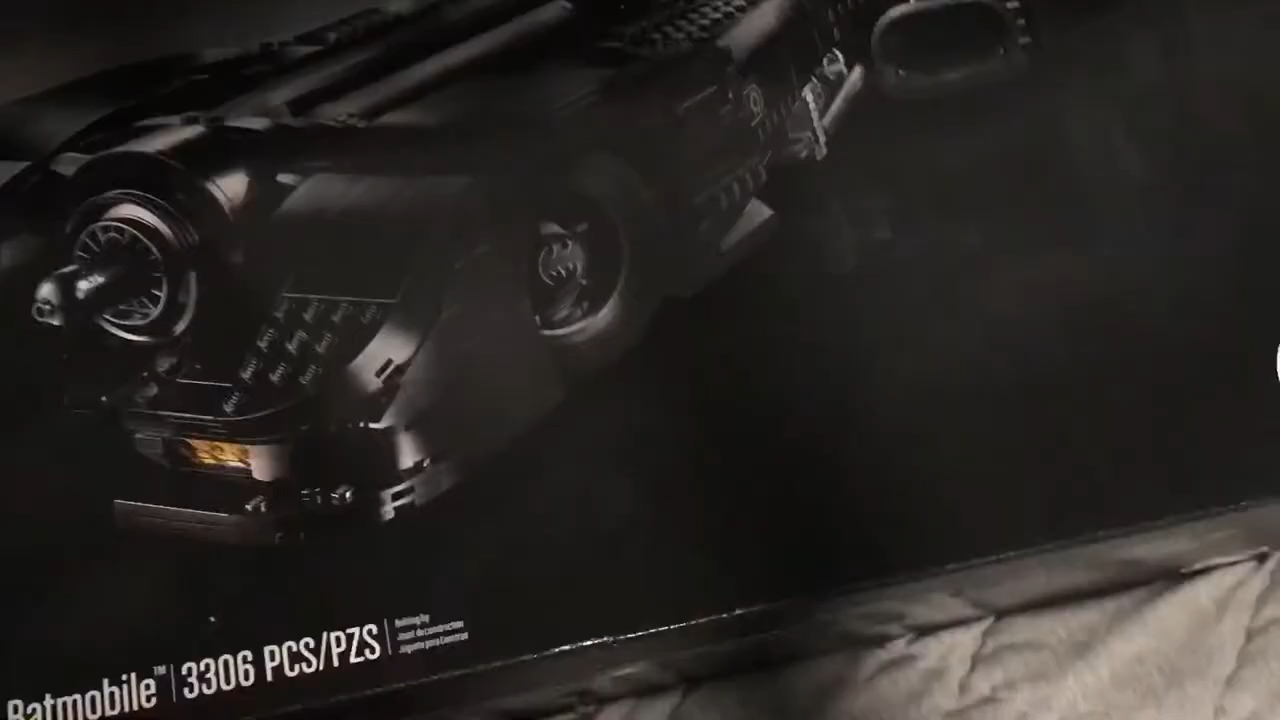 Batmobile™ | 3306 PCS/PZS
Building Toy
Jouet de construction
Juguete para Construir